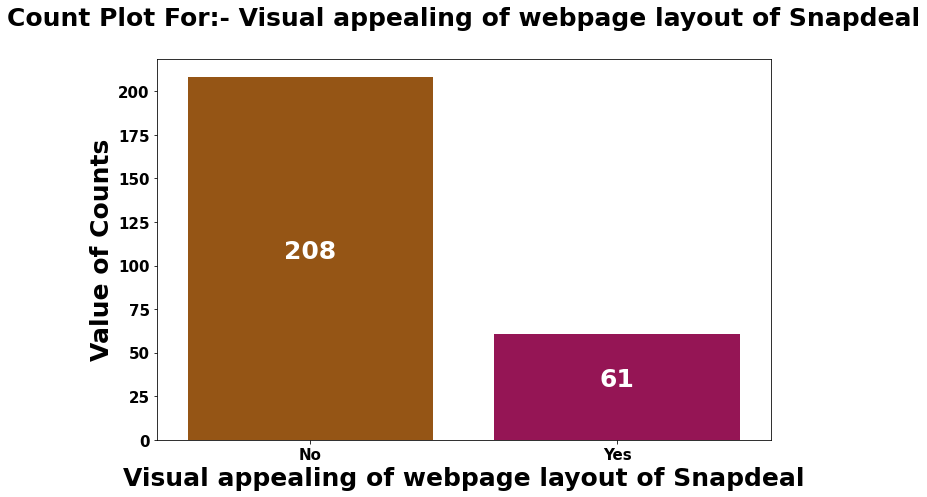 Count Plot For:- Visual appealing of webpage layout of Snapdeal
Value of Counts
200
175
150
125
100
75
50
25
0
208
61
No
Yes
Visual appealing of webpage layout of Snapdeal